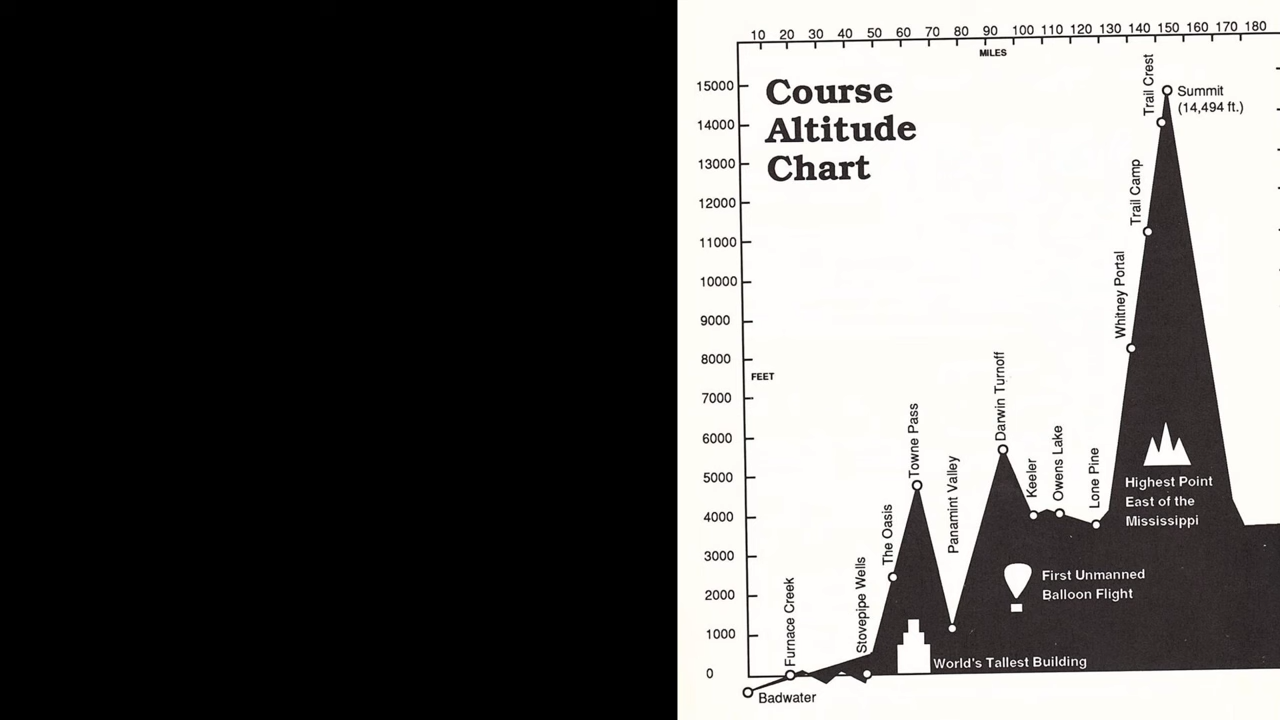 10 20 30 40 50 60 70 80 90 100 110 120 130 140 150 160 170 180
MILES
Course
Altitude
Chart
15000
14000
13000
12000
11000
10000
9000
8000
FEET
7000
6000
5000
4000
3000
2000
1000
0
Badwater
Furnace Creek
Stovepipe Wells
The Oasis
Towne Pass
Panamint Valley
Darwin Turnoff
Keeler
Owens Lake
Lone Pine
Whitney Portal
Trail Camp
Trail Crest
Summit
(14,494 ft.)
Highest Point
East of the
Mississippi
First Unmanned
Balloon Flight
World's Tallest Building